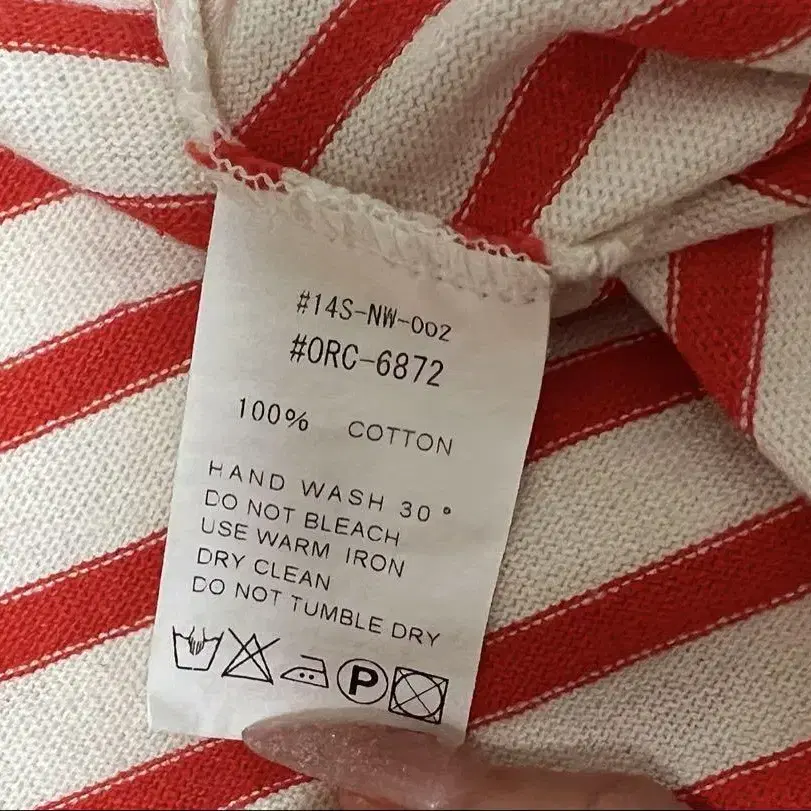 #14S-NW-002
#ORC-6872
100% COTTON
HAND WASH 30°
DO NOT BLEACH
USE WARM IRON
DRY CLEAN
DO NOT TUMBLE DRY
P